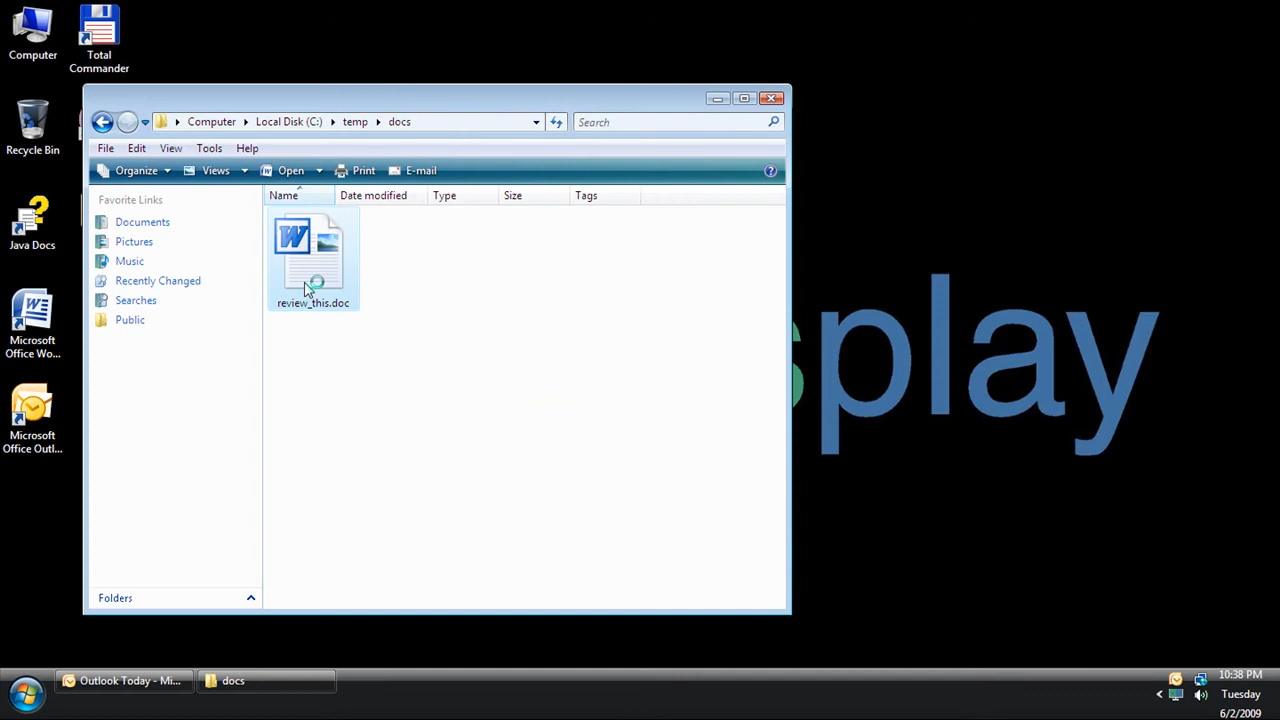 Computer
Total
Commander
Recycle Bin
Java Docs
Microsoft
Office Wo...
Microsoft
Office Outl...
Computer Local Disk (C:) temp docs
Search
File Edit View Tools Help
Organize Views Open Print E-mail
Favorite Links
Documents
Pictures
Music
Recently Changed
Searches
Public
Folders
Name Date modified Type Size Tags
W
review_this.doc
splay
Outlook Today - Mi...
docs
10:38 PM
Tuesday
6/2/2009